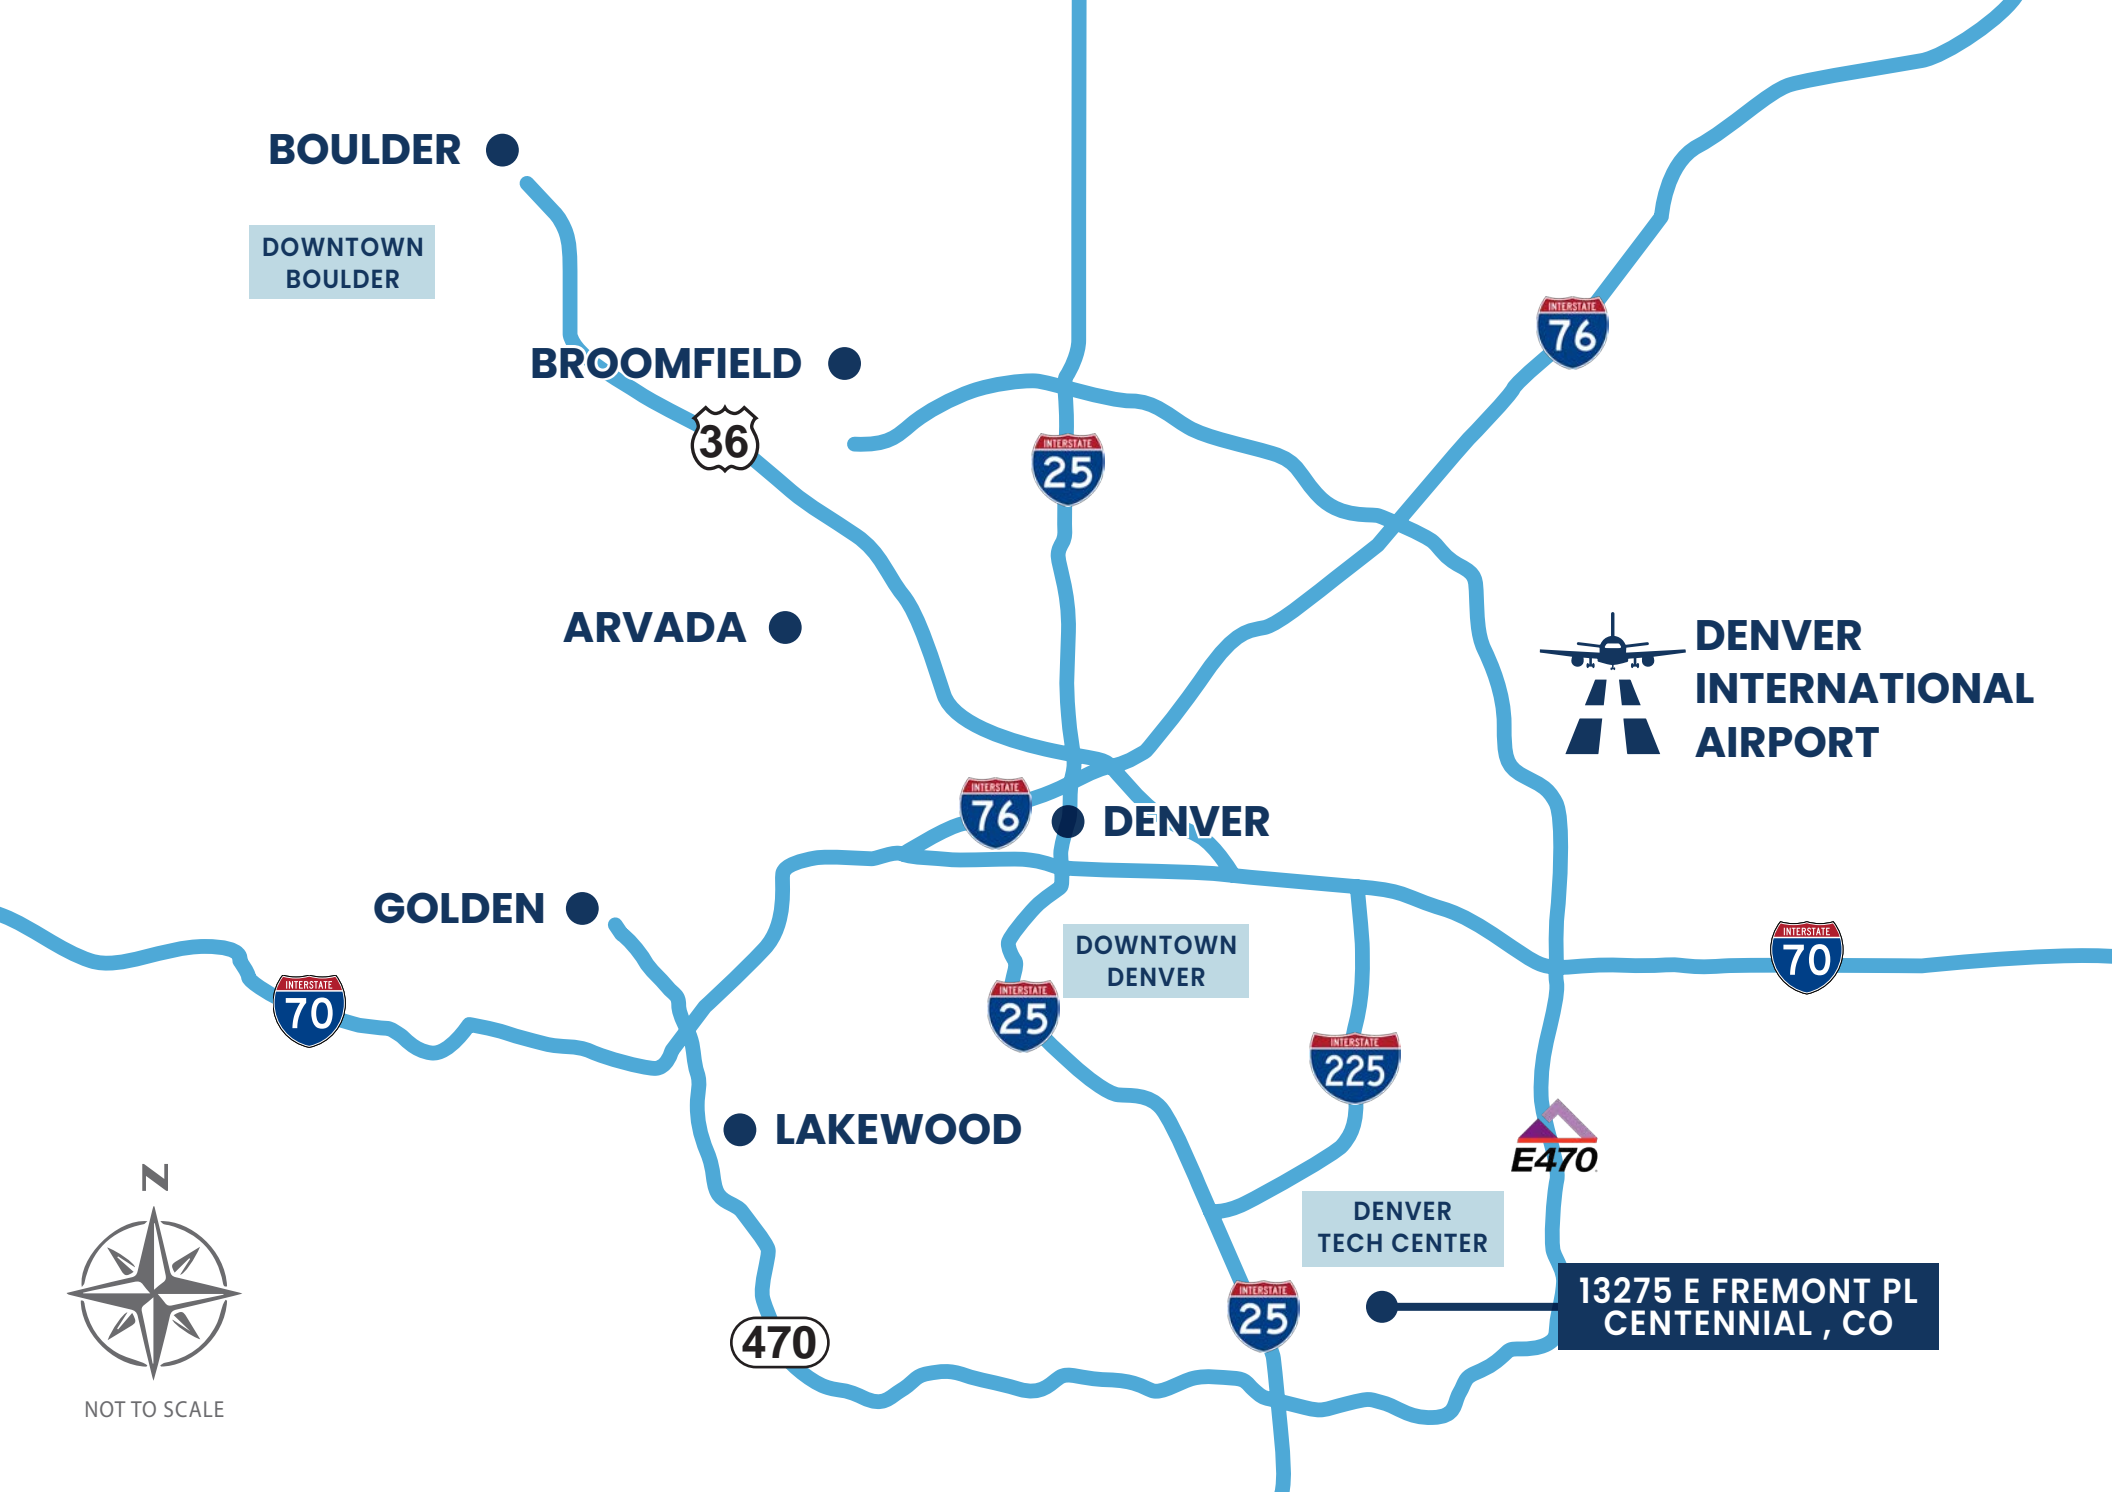 BOULDER
DOWNTOWN
BOULDER
BROOMFIELD
INTERSTATE
76
36
INTERSTATE
25
ARVADA
DENVER
INTERNATIONAL
AIRPORT
INTERSTATE
76
DENVER
GOLDEN
DOWNTOWN
DENVER
INTERSTATE
70
INTERSTATE
70
INTERSTATE
25
INTERSTATE
225
LAKEWOOD
E470
N
DENVER
TECH CENTER
INTERSTATE
25
13275 E FREMONT PL
CENTENNIAL , CO
470
NOT TO SCALE